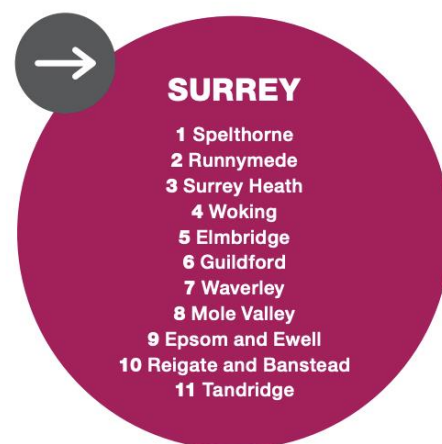 SURREY
1 Spelthorne
2 Runnymede
3 Surrey Heath
4 Woking
5 Elmbridge
6 Guildford
7 Waverley
8 Mole Valley
9 Epsom and Ewell
10 Reigate and Banstead
11 Tandridge